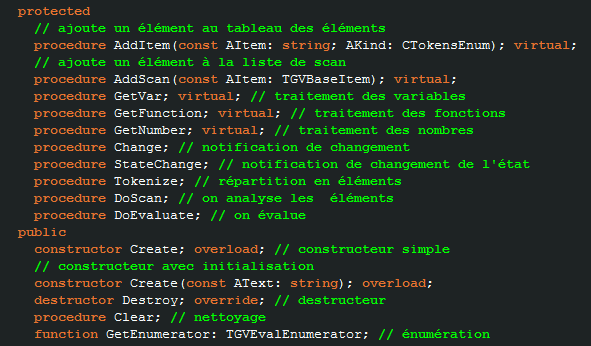 protected
// ajoute un élément au tableau des éléments
procedure AddItem(const AItem: string; AKind: CTokensEnum); virtual;
// ajoute un élément à la liste de scan
procedure AddScan(const AItem: TGVBaseItem); virtual;
procedure GetVar; virtual; // traitement des variables
procedure GetFunction; virtual; // traitement des fonctions
procedure GetNumber; virtual; // traitement des nombres
procedure Change; // notification de changement
procedure StateChange; // notification de changement de l'état
procedure Tokenize; // répartition en éléments
procedure DoScan; // on analyse les  éléments
procedure DoEvaluate; // on évalue
public
constructor Create; overload; // constructeur simple
// constructeur avec initialisation
constructor Create(const AText: string); overload;
destructor Destroy; override; // destructeur
procedure Clear; // nettoyage
function GetEnumerator: TGVEvalEnumerator; // énumération